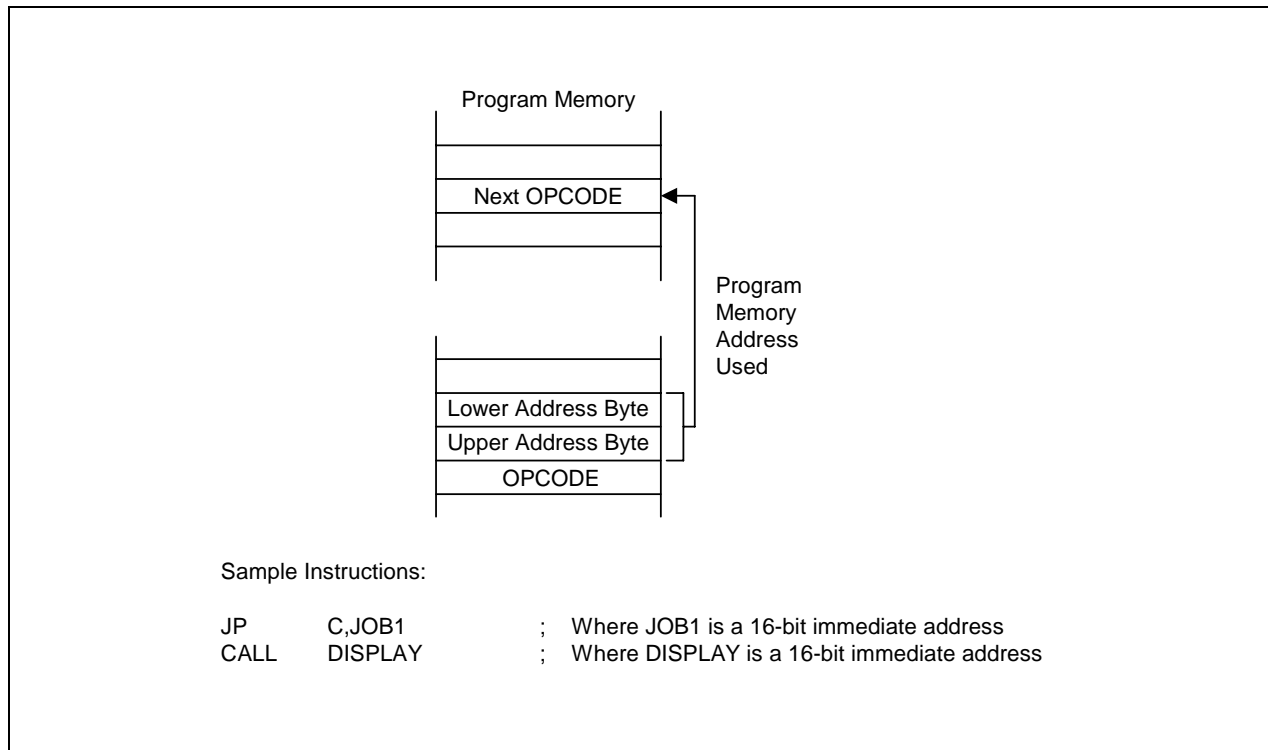 Program Memory
Next OPCODE
Program
Memory
Address
Used
Lower Address Byte
Upper Address Byte
OPCODE
Sample Instructions:
JP C,JOB1 ; Where JOB1 is a 16-bit immediate address
CALL DISPLAY ; Where DISPLAY is a 16-bit immediate address